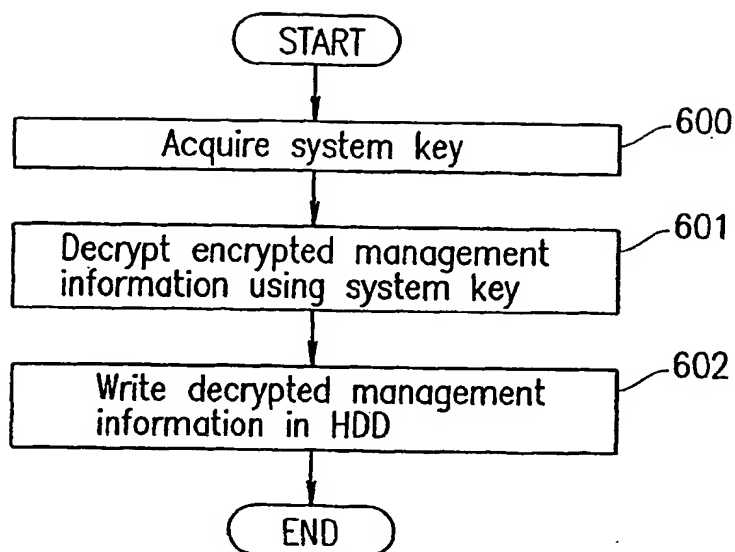 START
Acquire system key
600
Decrypt encrypted management
information using system key
601
Write decrypted management
information in HDD
602
END